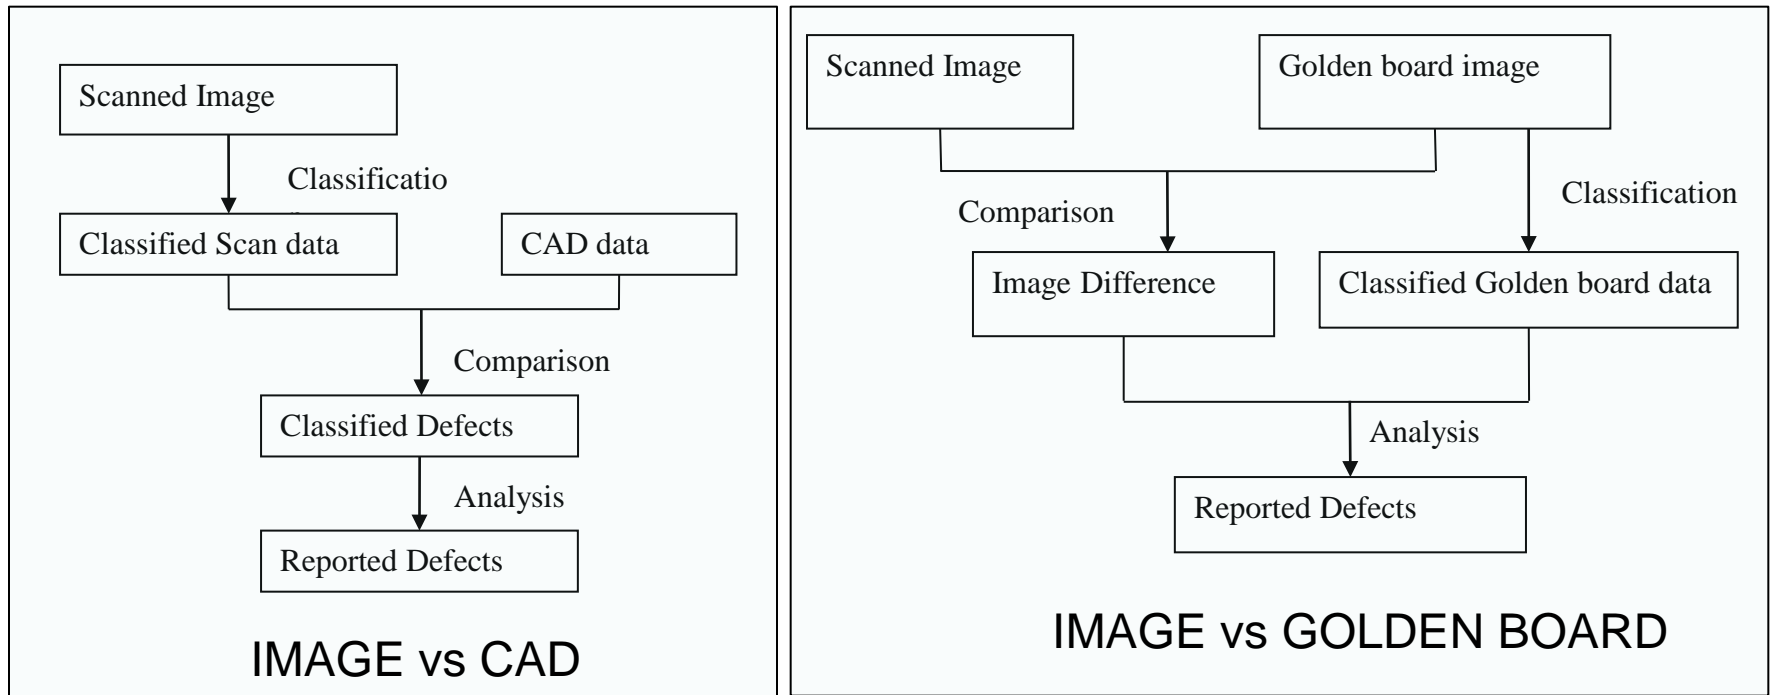 Scanned Image
Classificatio
Classified Scan data
CAD data
Comparison
Classified Defects
Analysis
Reported Defects
IMAGE vs CAD
Scanned Image
Golden board image
Comparison
Classification
Image Difference
Classified Golden board data
Analysis
Reported Defects
IMAGE vs GOLDEN BOARD